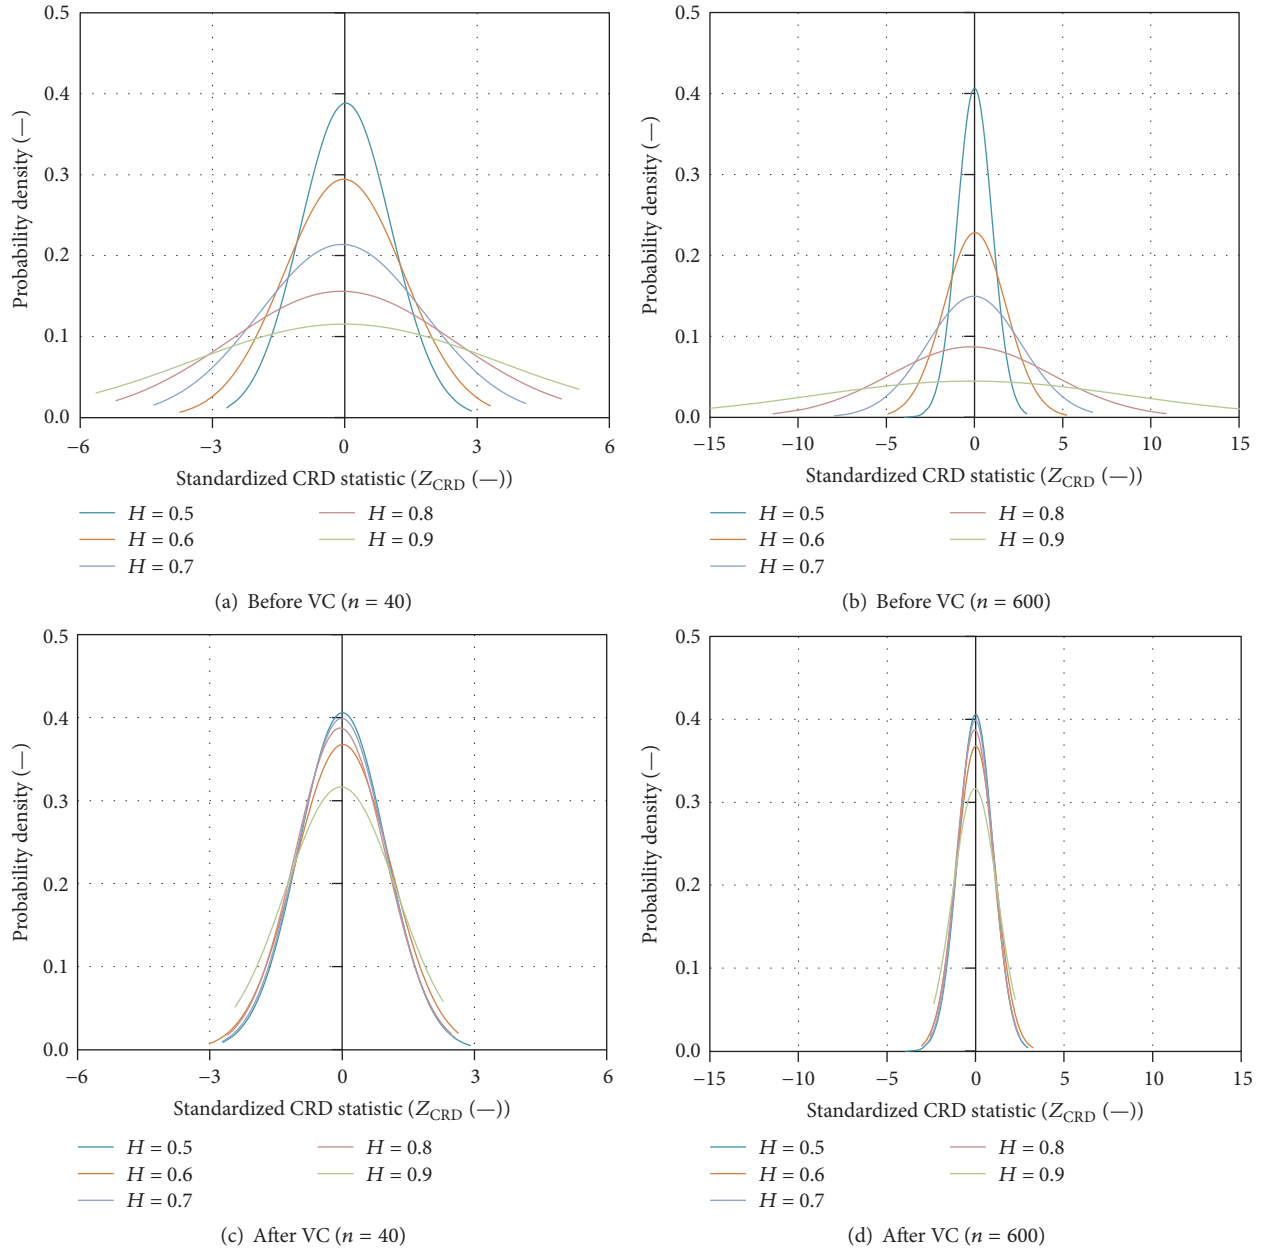 0.5
0.4
0.3
0.2
0.1
0.0
Probability density (—)
−6
−3
0
3
6
Standardized CRD statistic (Z_CRD (—))
H = 0.5
H = 0.6
H = 0.7
H = 0.8
H = 0.9
(a) Before VC (n = 40)
0.5
0.4
0.3
0.2
0.1
0.0
Probability density (—)
−15
−10
−5
0
5
10
15
Standardized CRD statistic (Z_CRD (—))
H = 0.5
H = 0.6
H = 0.7
H = 0.8
H = 0.9
(b) Before VC (n = 600)
0.5
0.4
0.3
0.2
0.1
0.0
Probability density (—)
−6
−3
0
3
6
Standardized CRD statistic (Z_CRD (—))
H = 0.5
H = 0.6
H = 0.7
H = 0.8
H = 0.9
(c) After VC (n = 40)
0.5
0.4
0.3
0.2
0.1
0.0
Probability density (—)
−15
−10
−5
0
5
10
15
Standardized CRD statistic (Z_CRD (—))
H = 0.5
H = 0.6
H = 0.7
H = 0.8
H = 0.9
(d) After VC (n = 600)